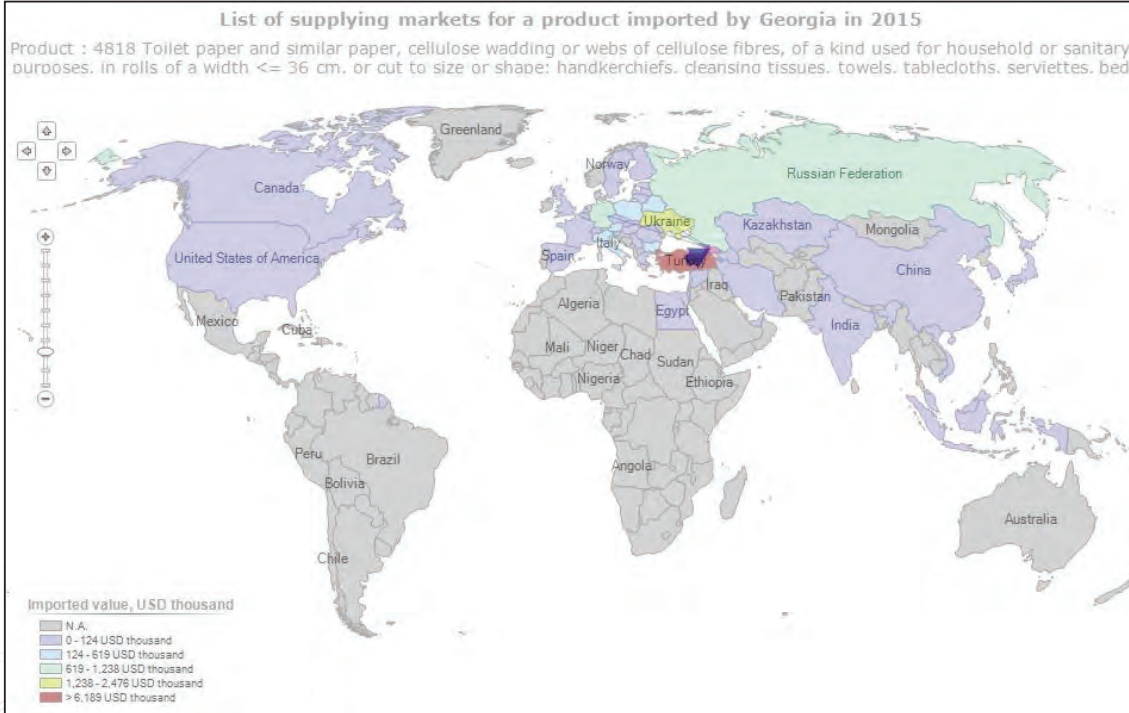 List of supplying markets for a product imported by Georgia in 2015
Product : 4818 Toilet paper and similar paper, cellulose wadding or webs of cellulose fibres, of a kind used for household or sanitary
purposes, in rolls of a width <= 36 cm, or cut to size or shape; handkerchiefs, cleansing tissues, towels, tablecloths, serviettes, bed
Greenland
Norway
Russian Federation
Canada
Ukraine
Kazakhstan
Mongolia
Italy
United States of America
Spain
Turkey
China
Iraq
Algeria
Pakistan
Egypt
India
Mexico
Cuba
Mali
Niger
Chad
Sudan
Nigeria
Ethiopia
Peru
Brazil
Angola
Bolivia
Australia
Chile
Imported value, USD thousand
N.A.
0 - 124 USD thousand
124 - 619 USD thousand
619 - 1,238 USD thousand
1,238 - 2,476 USD thousand
> 6,189 USD thousand